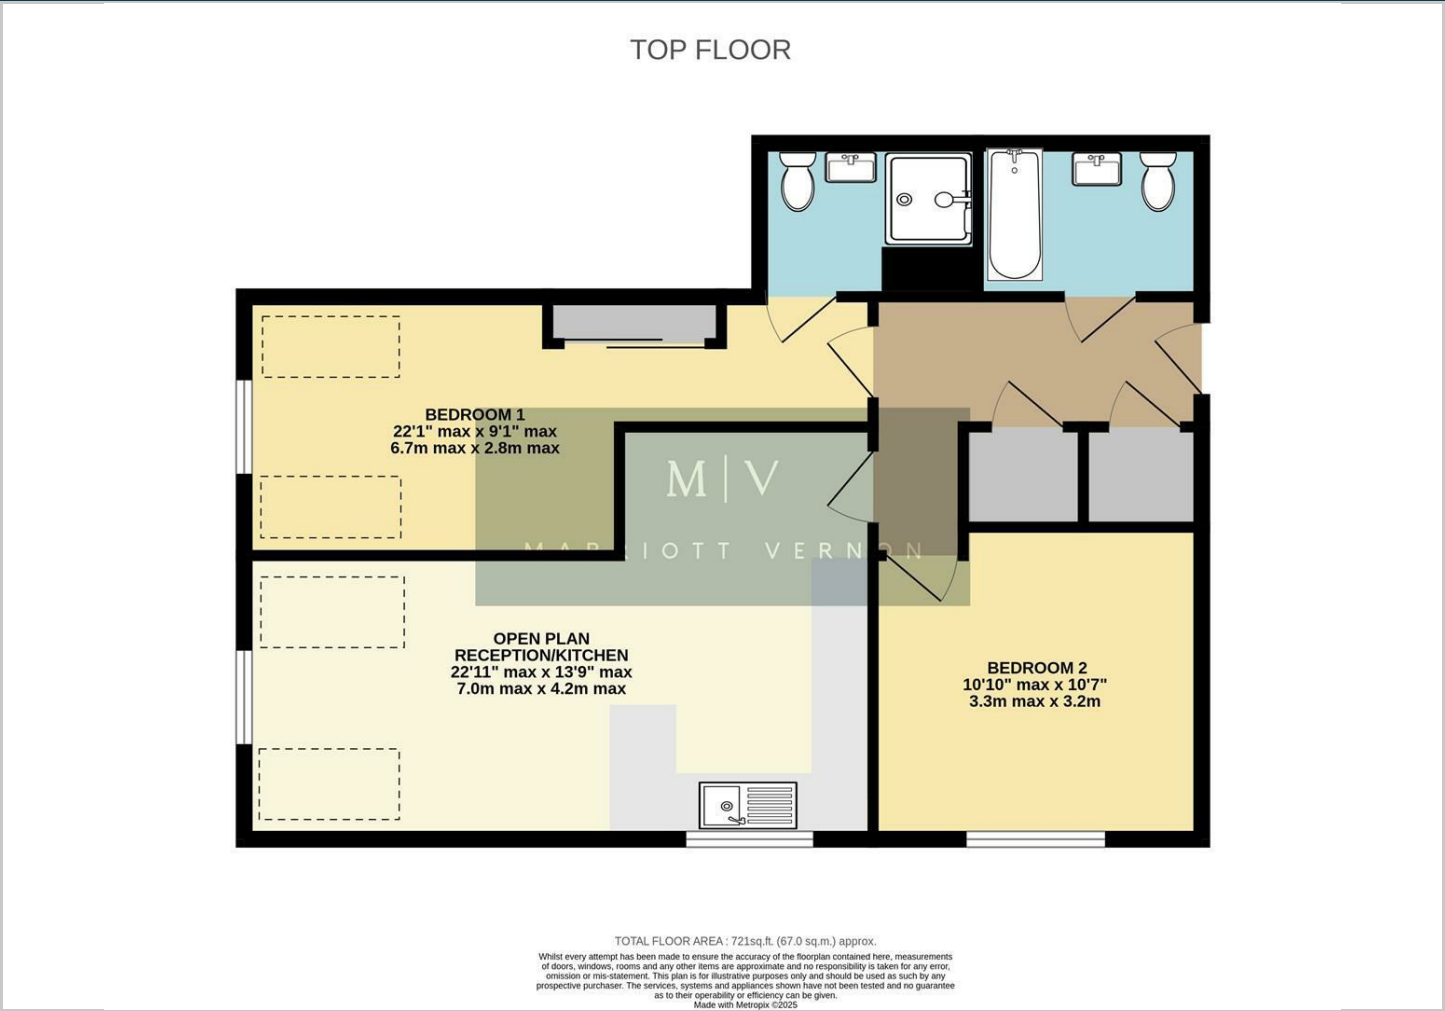 TOP FLOOR
BEDROOM 1
22'1" max x 9'1" max
6.7m max x 2.8m max
M|V
MARRIOTT VERNON
OPEN PLAN
RECEPTION/KITCHEN
22'11" max x 13'9" max
7.0m max x 4.2m max
BEDROOM 2
10'10" max x 10'7"
3.3m max x 3.2m
TOTAL FLOOR AREA : 721sq.ft. (67.0 sq.m.) approx.
Whilst every attempt has been made to ensure the accuracy of the floorplan contained here, measurements
of doors, windows, rooms and any other items are approximate and no responsibility is taken for any error,
omission or mis-statement. This plan is for illustrative purposes only and should be used as such by any
prospective purchaser. The services, systems and appliances shown have not been tested and no guarantee
as to their operability or efficiency can be given.
Made with Metropix ©2025